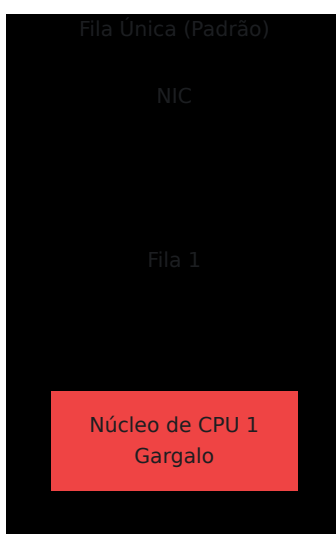 Fila Única (Padrão)
NIC
Fila 1
Núcleo de CPU 1
Gargalo